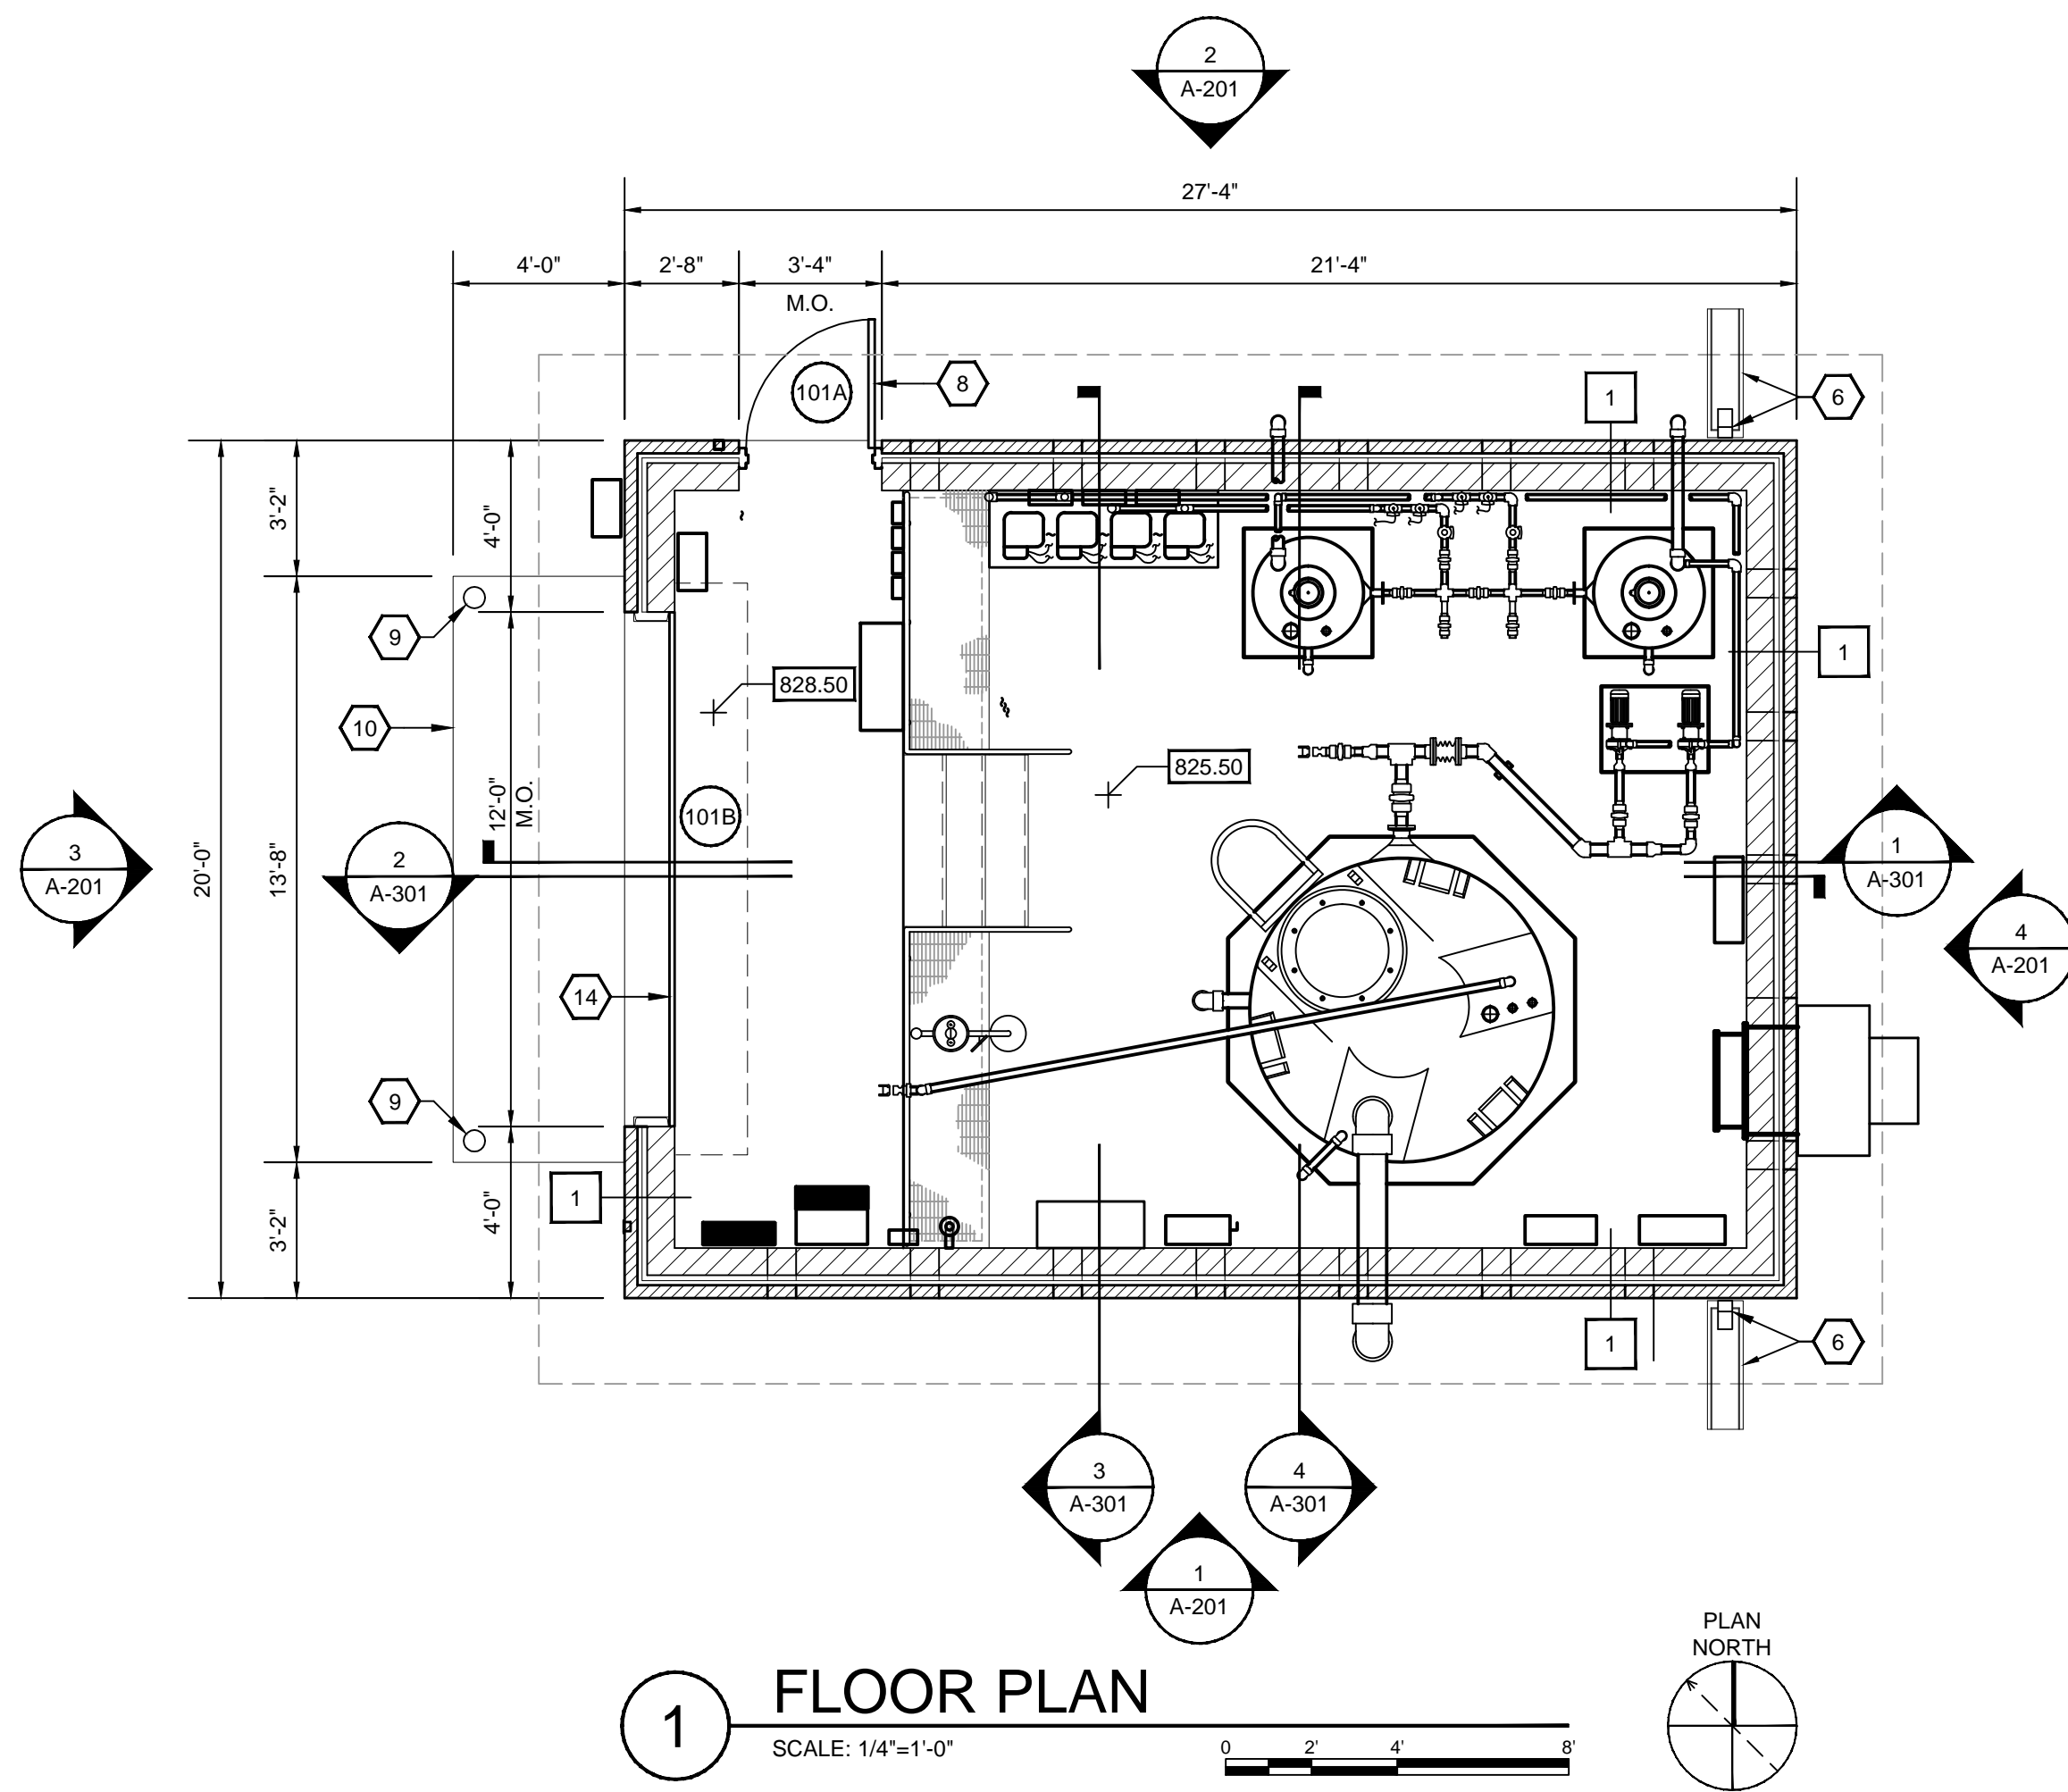 2
A-201
27'-4"
4'-0"
2'-8"
3'-4"
M.O.
21'-4"
101A
8
1
6
3'-2"
4'-0"
9
1
828.50
10
825.50
12'-0"
M.O.
101B
3
A-201
20'-0"
13'-8"
2
A-301
1
A-301
4
A-201
14
9
1
3'-2"
4'-0"
1
6
3
A-301
4
A-301
1
A-201
PLAN
NORTH
1
FLOOR PLAN
SCALE: 1/4"=1'-0"
0 2' 4' 8'